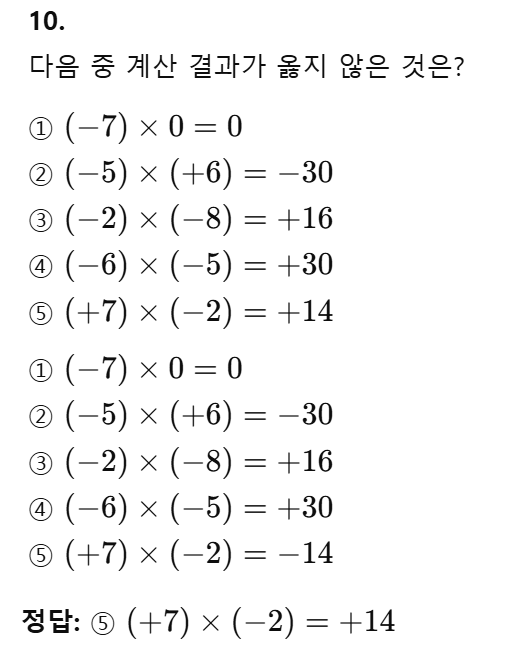 10.
다음 중 계산 결과가 옳지 않은 것은?
① (−7) × 0 = 0
② (−5) × (+6) = −30
③ (−2) × (−8) = +16
④ (−6) × (−5) = +30
⑤ (+7) × (−2) = +14
① (−7) × 0 = 0
② (−5) × (+6) = −30
③ (−2) × (−8) = +16
④ (−6) × (−5) = +30
⑤ (+7) × (−2) = −14
정답: ⑤ (+7) × (−2) = +14